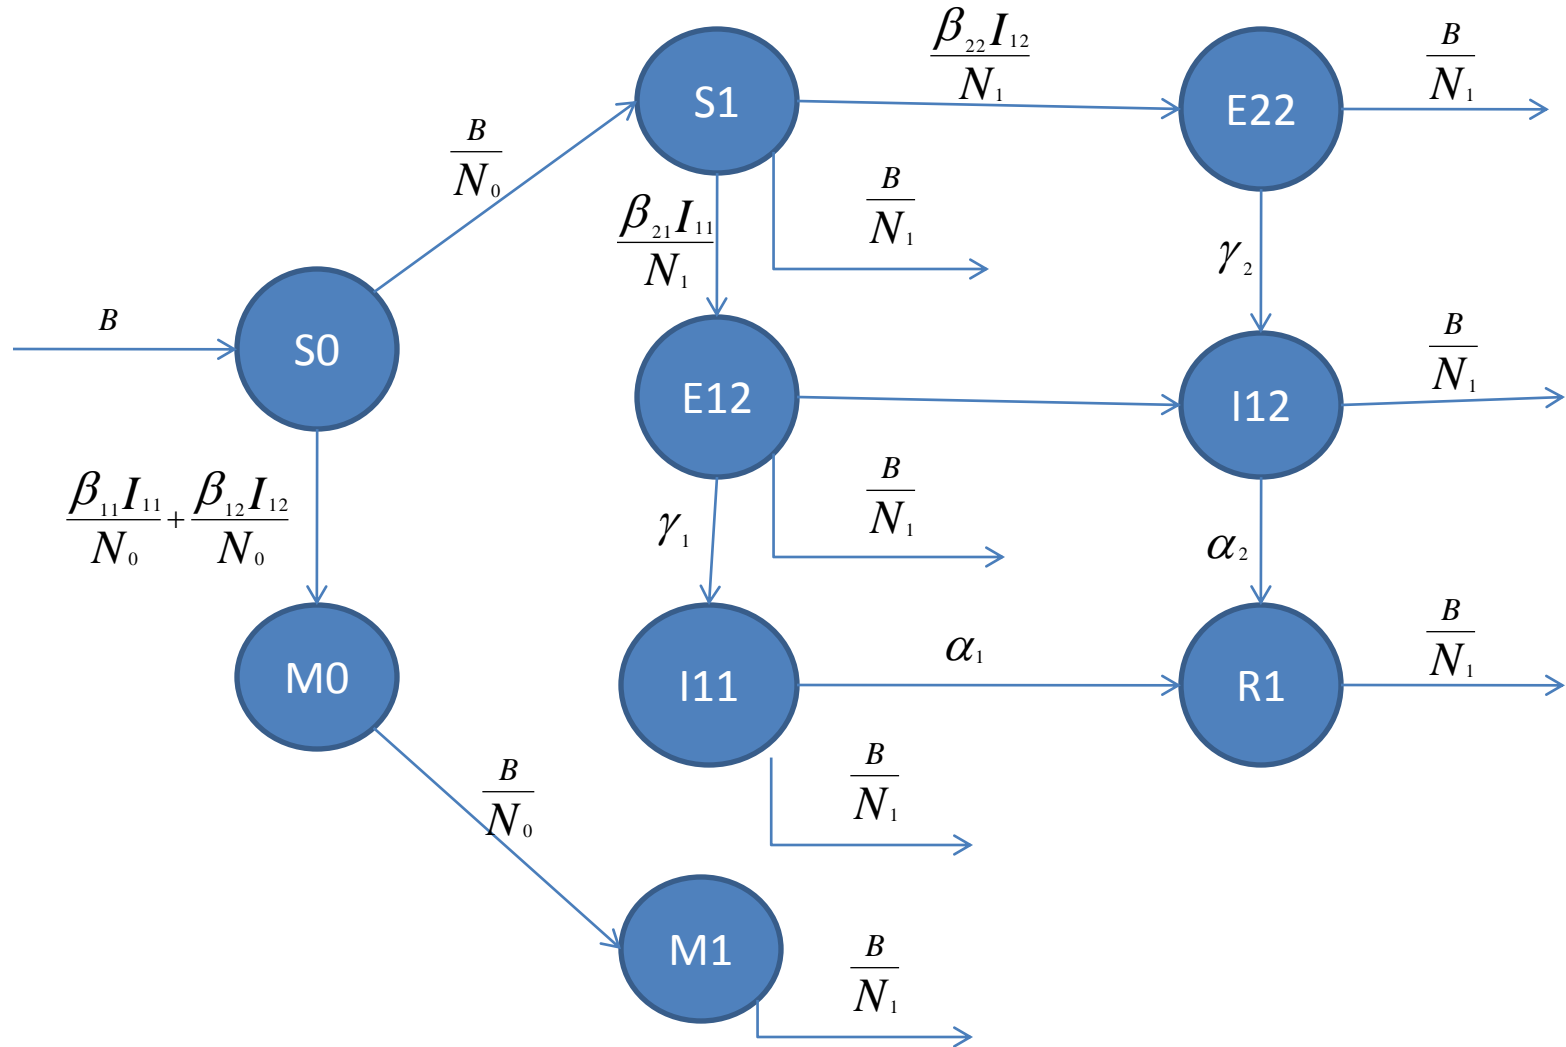 β₂₂I₁₂/N₁
B/N₁
S1
E22
B/N₀
B/N₁
β₂₁I₁₁/N₁
γ₂
B
S0
B/N₁
E12
I12
β₁₁I₁₁/N₀ + β₁₂I₁₂/N₀
B/N₁
γ₁
α₂
B/N₁
M0
I11
α₁
R1
B/N₀
B/N₁
M1
B/N₁